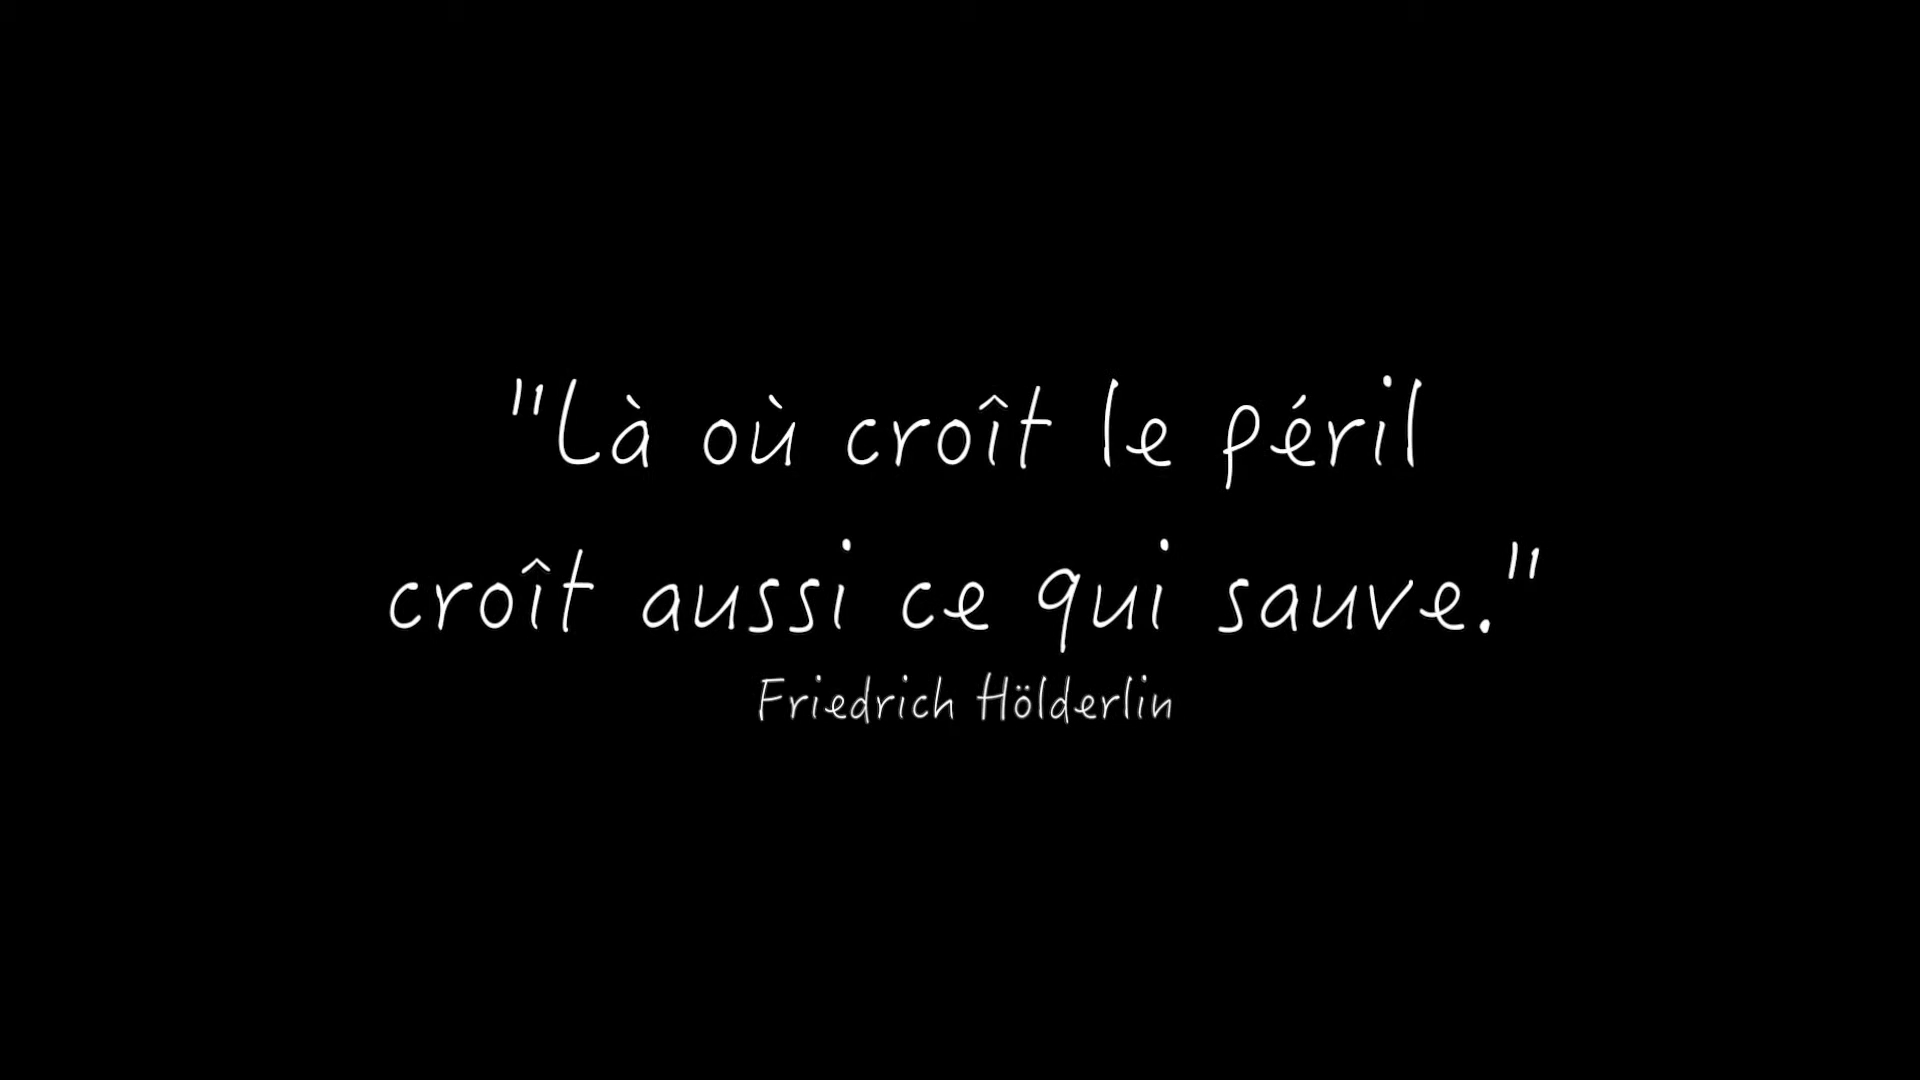 "Là où croît le péril
croît aussi ce qui sauve."
Friedrich Hölderlin